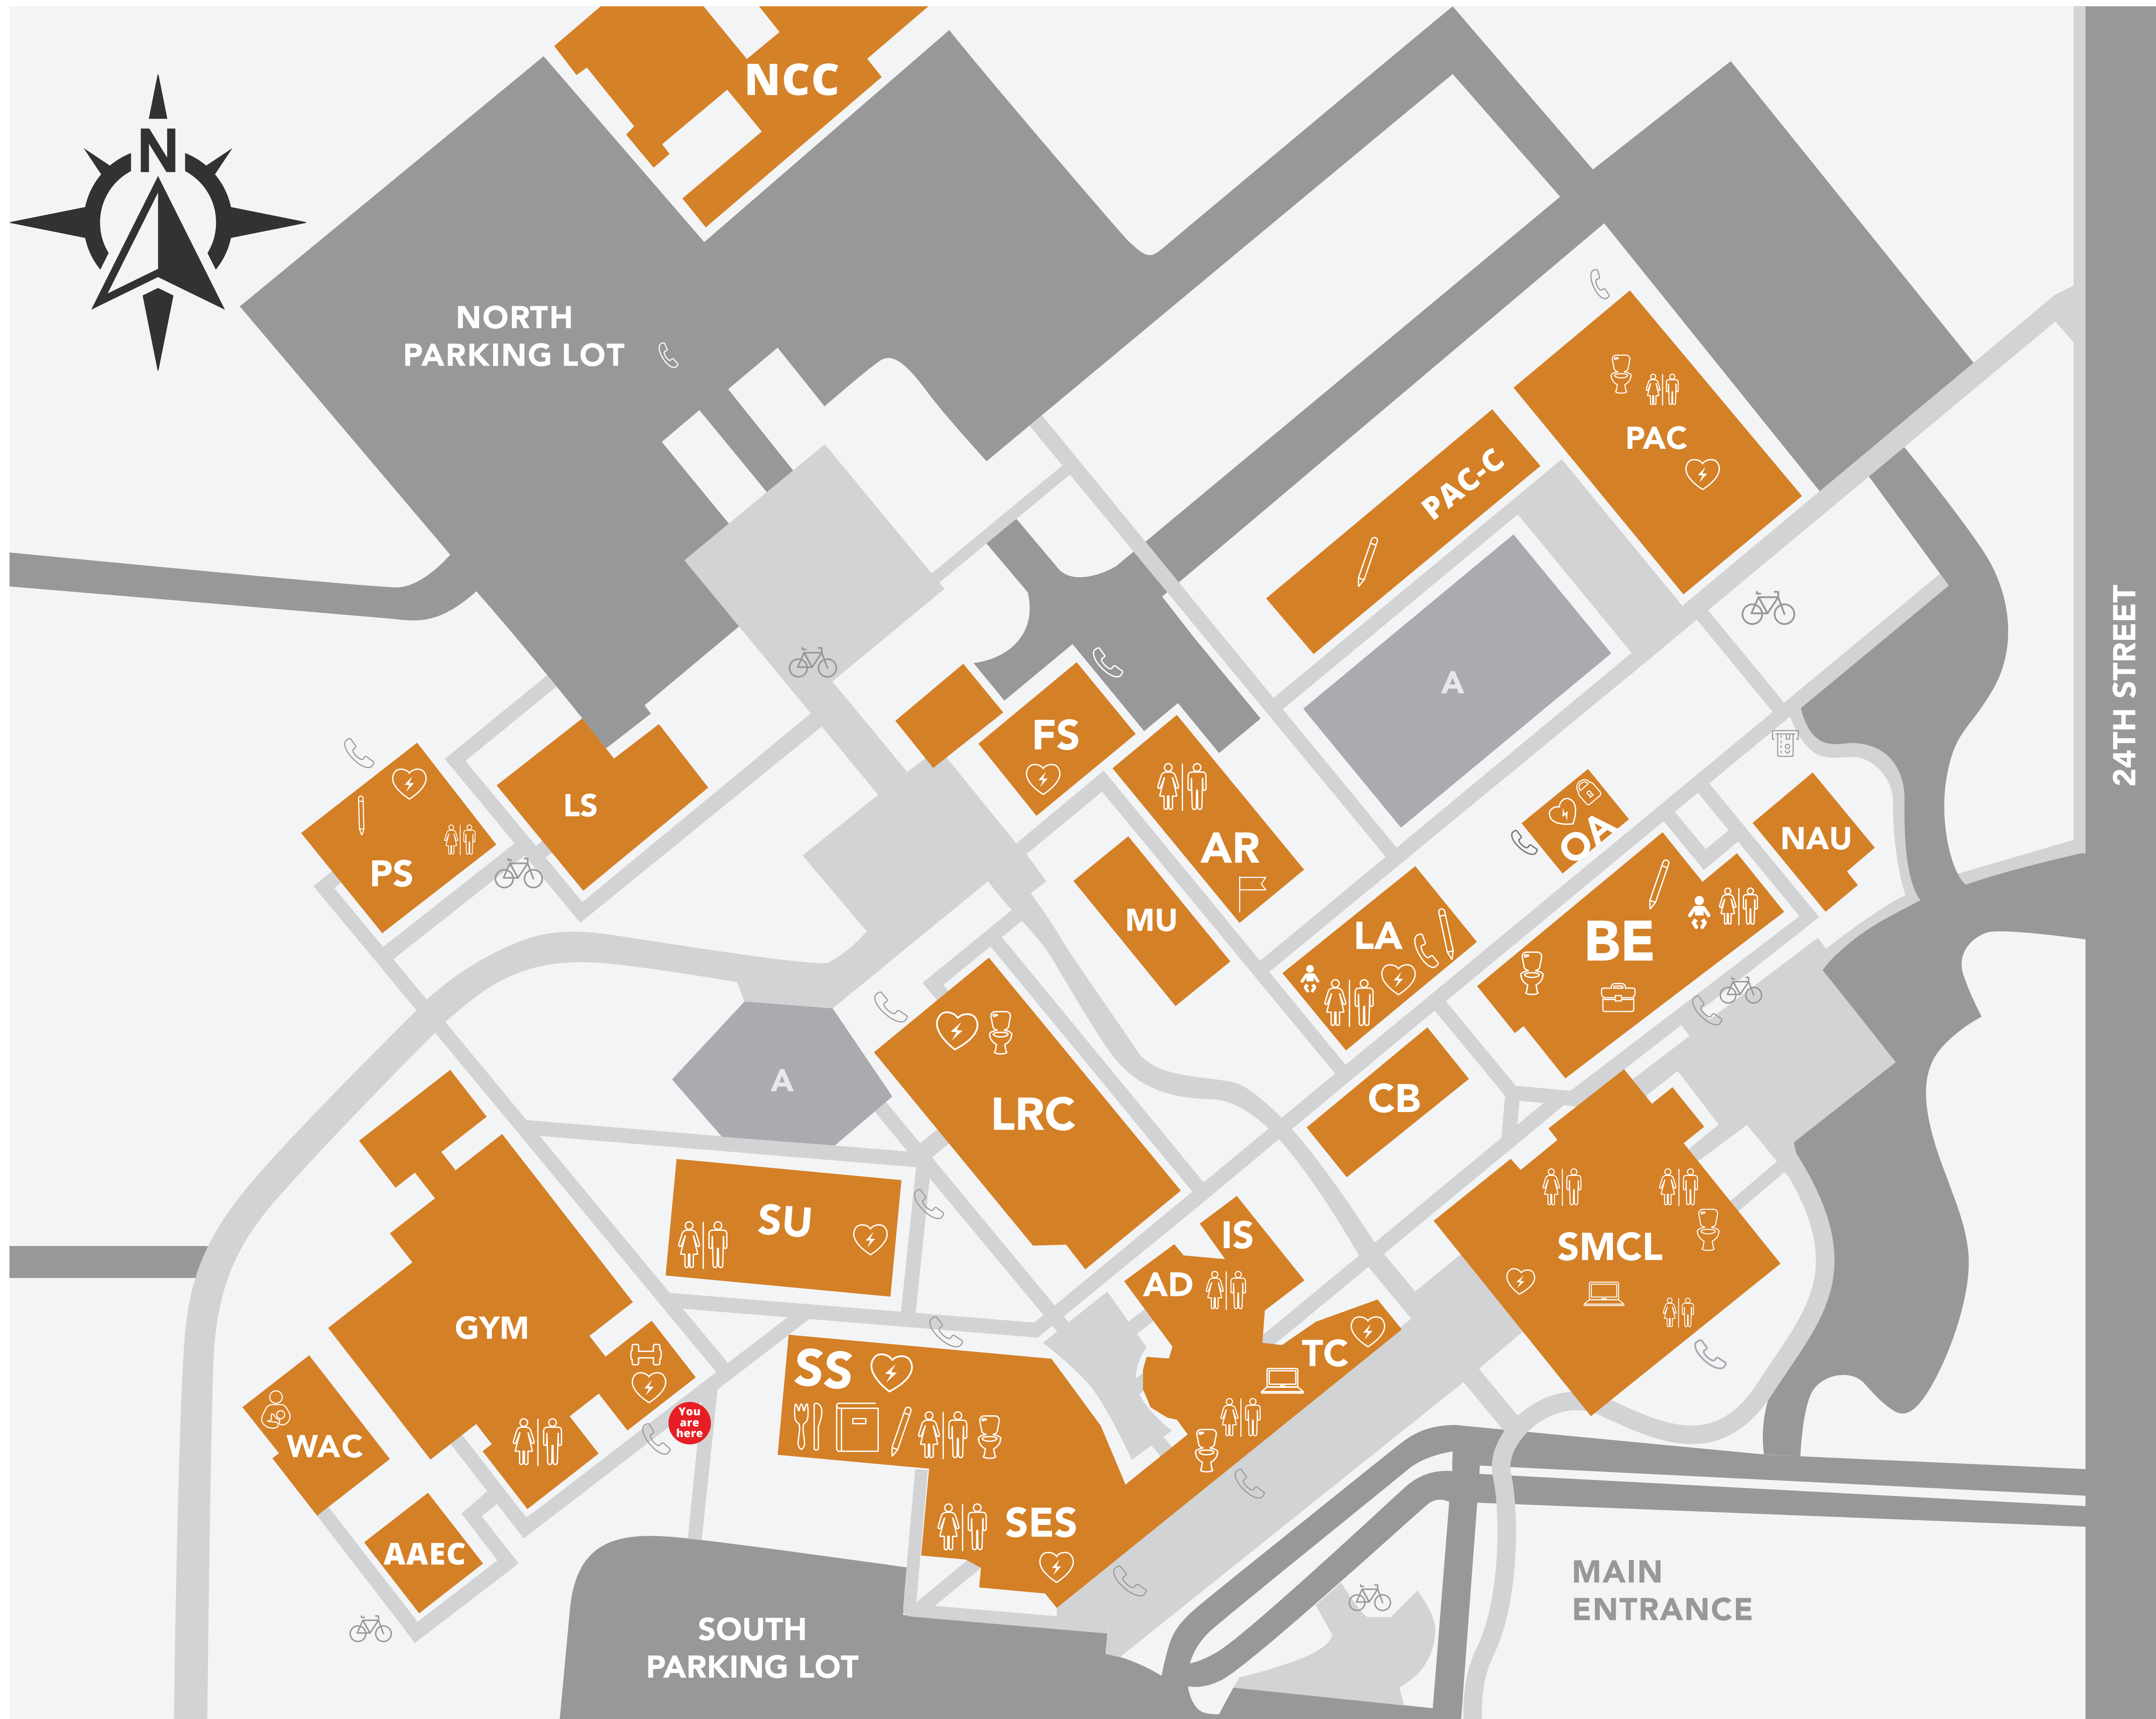 NCC
N
NORTH
PARKING LOT
PAC
PAC-C
24TH STREET
A
FS
LS
OA
NAU
AR
PS
MU
LA
BE
A
CB
LRC
SU
IS
SMCL
AD
GYM
TC
SS
You
are
here
WAC
SES
AAEC
MAIN
ENTRANCE
SOUTH
PARKING LOT